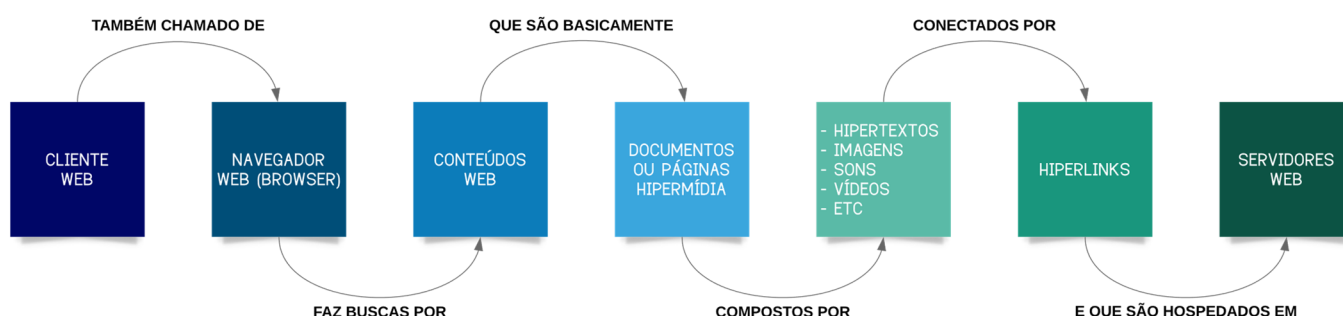 TAMBÉM CHAMADO DE
QUE SÃO BASICAMENTE
CONECTADOS POR
CLIENTE
WEB
NAVEGADOR
WEB (BROWSER)
CONTEÚDOS
WEB
DOCUMENTOS
OU PÁGINAS
HIPERMÍDIA
- HIPERTEXTOS
- IMAGENS
- SONS
- VÍDEOS
- ETC
HIPERLINKS
SERVIDORES
WEB
FAZ BUSCAS POR
COMPOSTOS POR
E QUE SÃO HOSPEDADOS EM